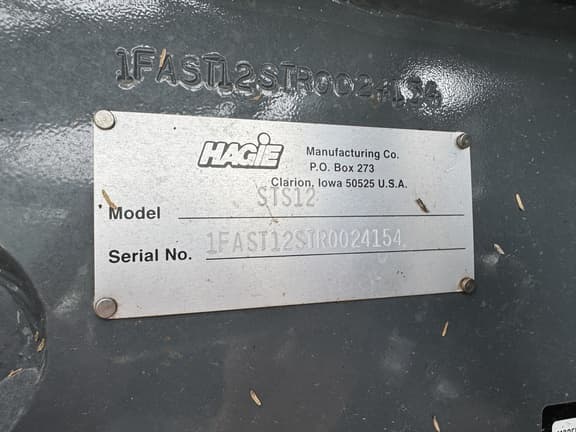 1FAST12STR0024154
HAGIE
Manufacturing Co.
P.O. Box 273
Clarion, Iowa 50525 U.S.A.
Model STS12
Serial No. 1FAST12STR0024154